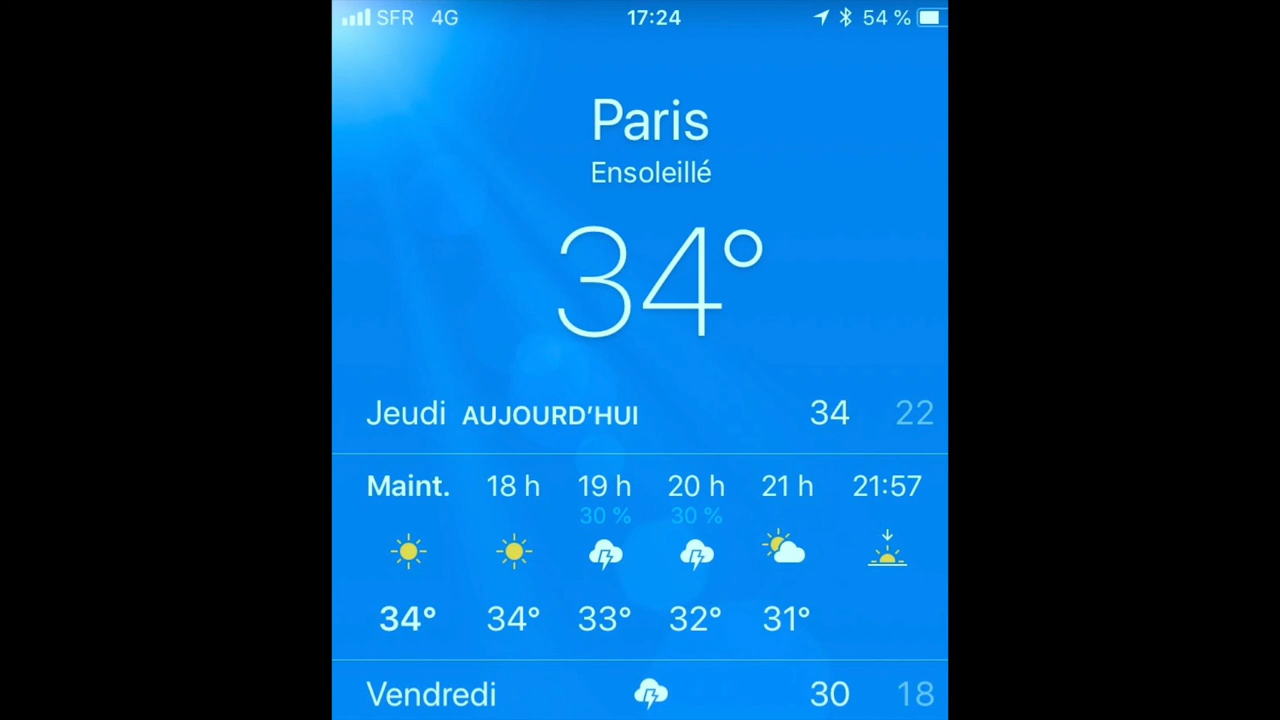 SFR 4G 17:24 54 %
Paris
Ensoleillé
34°
Jeudi AUJOURD'HUI 34 22
Maint. 18 h 19 h 20 h 21 h 21:57
30 % 30 %
34° 34° 33° 32° 31°
Vendredi 30 18